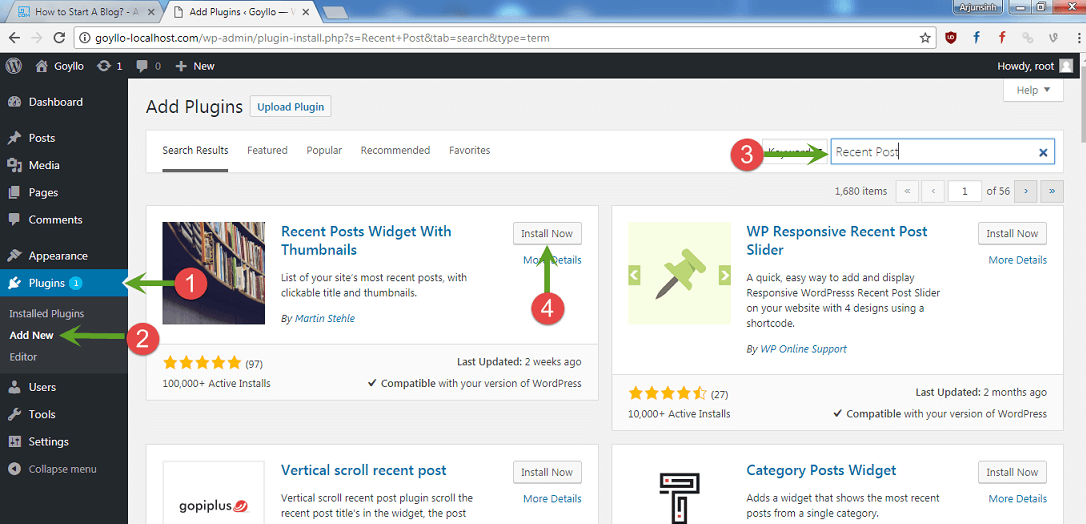 How to Start A Blog? - A
Add Plugins ‹ Goyllo — W
Arjunsinh
goyllo-localhost.com/wp-admin/plugin-install.php?s=Recent+Post&tab=search&type=term
Goyllo 1 0 New
Howdy, root
Dashboard
Posts
Media
Pages
Comments
Appearance
Plugins 1
Installed Plugins
Add New
Editor
Users
Tools
Settings
Collapse menu
1
2
Help
Add Plugins Upload Plugin
Search Results Featured Popular Recommended Favorites
3
Recent Post
1,680 items « ‹ 1 of 56 › »
Recent Posts Widget With
Thumbnails
Install Now
More Details
4
List of your site's most recent posts, with
clickable title and thumbnails.
By Martin Stehle
(97)
Last Updated: 2 weeks ago
100,000+ Active Installs
Compatible with your version of WordPress
WP Responsive Recent Post
Slider
Install Now
More Details
A quick, easy way to add and display
Responsive WordPresss Recent Post Slider
on your website with 4 designs using a
shortcode.
By WP Online Support
(27)
Last Updated: 2 months ago
10,000+ Active Installs
Compatible with your version of WordPress
gopiplus
Vertical scroll recent post
Install Now
More Details
Vertical scroll recent post plugin scroll the
recent post title's in the widget, the post
Category Posts Widget
Install Now
More Details
Adds a widget that shows the most recent
posts from a single category.